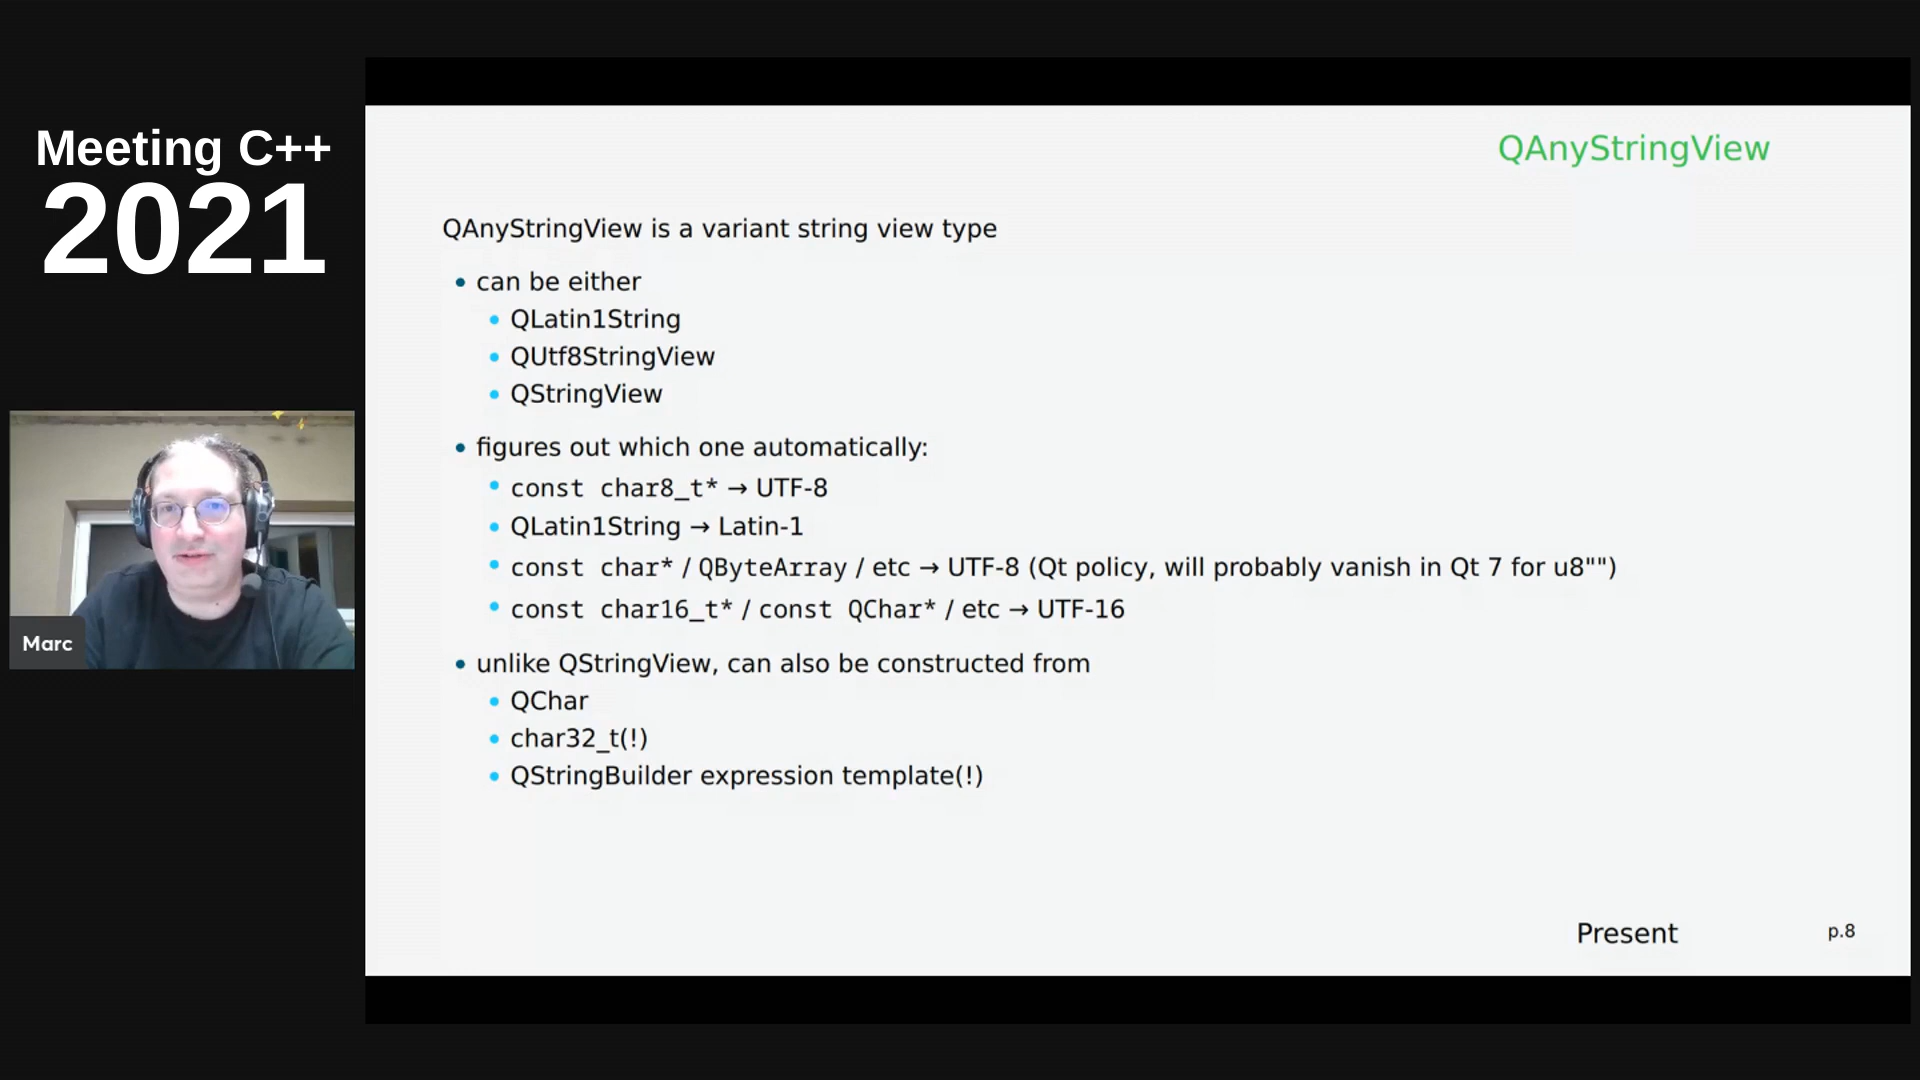 Meeting C++
2021
Marc
QAnyStringView
QAnyStringView is a variant string view type
• can be either
• QLatin1String
• QUtf8StringView
• QStringView
• figures out which one automatically:
• const char8_t* → UTF-8
• QLatin1String → Latin-1
• const char* / QByteArray / etc → UTF-8 (Qt policy, will probably vanish in Qt 7 for u8"")
• const char16_t* / const QChar* / etc → UTF-16
• unlike QStringView, can also be constructed from
• QChar
• char32_t(!)
• QStringBuilder expression template(!)
Present
p.8